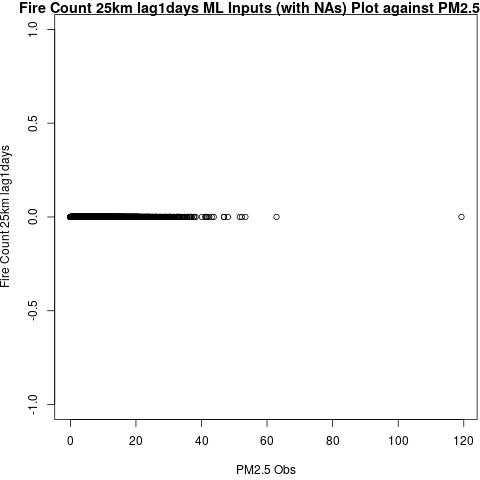 Fire Count 25km lag1days ML Inputs (with NAs) Plot against PM2.5
1.0
0.5
0.0
-0.5
-1.0
Fire Count 25km lag1days
0 20 40 60 80 100 120
PM2.5 Obs